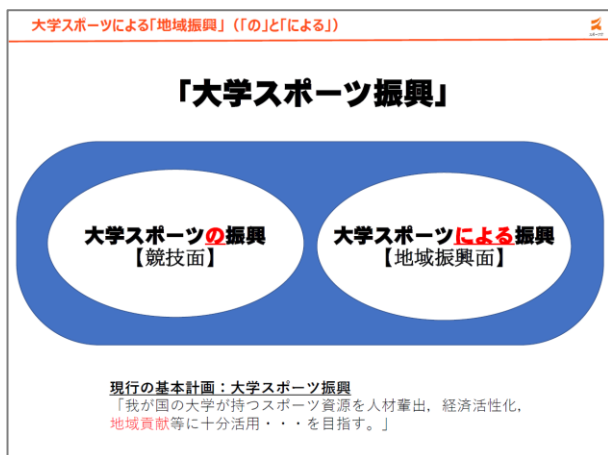 大学スポーツによる「地域振興」（「の」と「による」）
「大学スポーツ振興」
大学スポーツの振興
【競技面】
大学スポーツによる振興
【地域振興面】
現行の基本計画：大学スポーツ振興
「我が国の大学が持つスポーツ資源を人材輩出，経済活性化，
地域貢献等に十分活用・・・を目指す。」